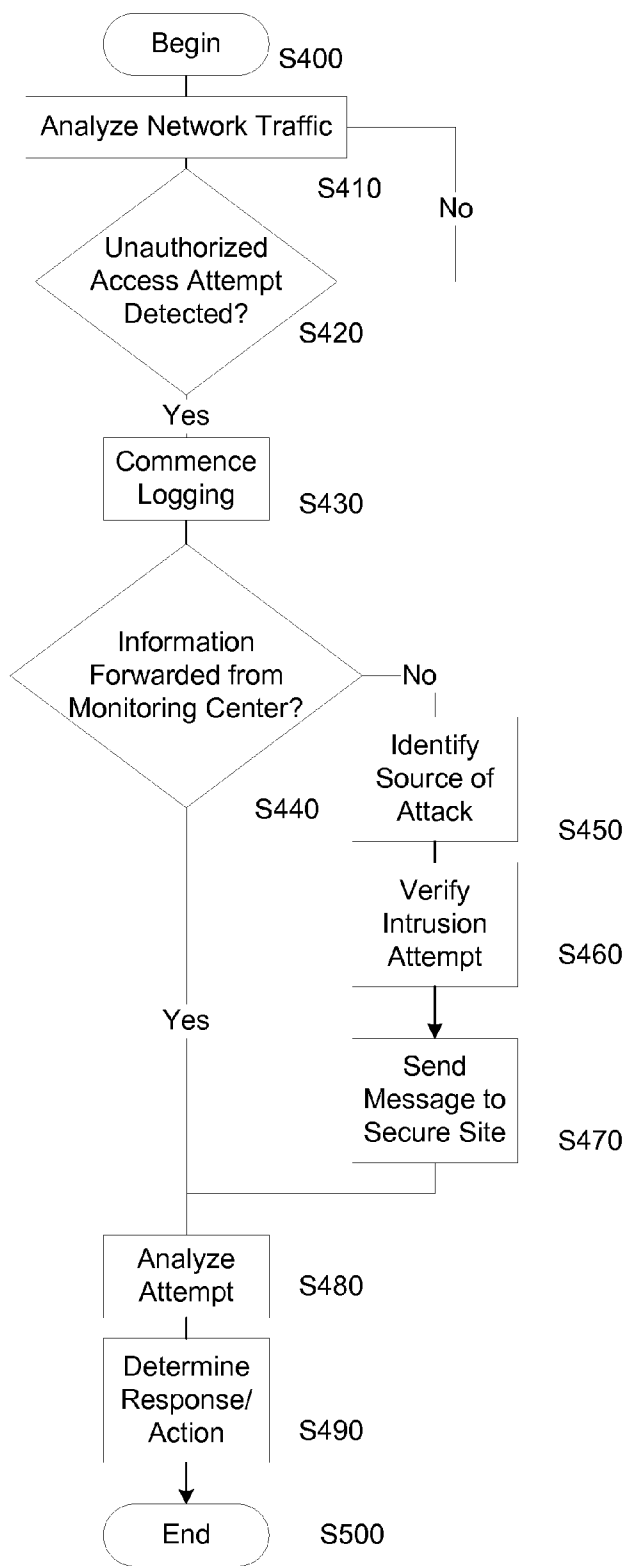 Begin
S400
Analyze Network Traffic
S410
No
Unauthorized
Access Attempt
Detected?
S420
Yes
Commence
Logging
S430
Information
Forwarded from
Monitoring Center?
No
S440
Identify
Source of
Attack
S450
Verify
Intrusion
Attempt
S460
Yes
Send
Message to
Secure Site
S470
Analyze
Attempt
S480
Determine
Response/
Action
S490
End
S500